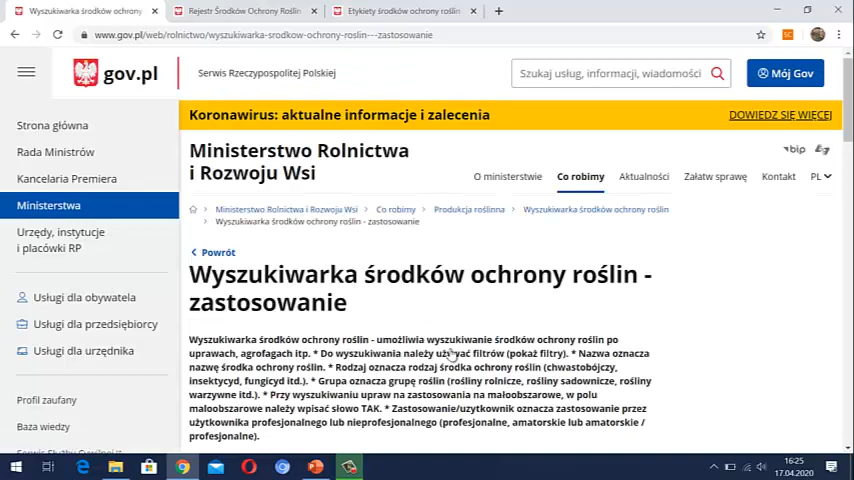 Wyszukiwarka środków ochrony
Rejestr Środków Ochrony Roślin
Etykiety środków ochrony roślin
www.gov.pl/web/rolnictwo/wyszukiwarka-srodkow-ochrony-roslin---zastosowanie
gov.pl
Serwis Rzeczypospolitej Polskiej
Szukaj usług, informacji, wiadomości
Mój Gov
Koronawirus: aktualne informacje i zalecenia
DOWIEDZ SIĘ WIĘCEJ
Strona główna
Rada Ministrów
Kancelaria Premiera
Ministerstwa
Urzędy, instytucje
i placówki RP
Usługi dla obywatela
Usługi dla przedsiębiorcy
Usługi dla urzędnika
Profil zaufany
Baza wiedzy
Serwis Służby Cywilnej
Ministerstwo Rolnictwa
i Rozwoju Wsi
bip
O ministerstwie
Co robimy
Aktualności
Załatw sprawę
Kontakt
PL
Ministerstwo Rolnictwa i Rozwoju Wsi > Co robimy > Produkcja roślinna > Wyszukiwarka środków ochrony roślin
> Wyszukiwarka środków ochrony roślin - zastosowanie
Powrót
Wyszukiwarka środków ochrony roślin -
zastosowanie
Wyszukiwarka środków ochrony roślin - umożliwia wyszukiwanie środków ochrony roślin po
uprawach, agrofagach itp. * Do wyszukiwania należy używać filtrów (pokaż filtry). * Nazwa oznacza
nazwę środka ochrony roślin. * Rodzaj oznacza rodzaj środka ochrony roślin (chwastobójczy,
insektycyd, fungicyd itd.). * Grupa oznacza grupę roślin (rośliny rolnicze, rośliny sadownicze, rośliny
warzywne itd.). * Przy wyszukiwaniu upraw na zastosowania na małoobszarowe, w polu
małoobszarowe należy wpisać słowo TAK. * Zastosowanie/uzytkownik oznacza zastosowanie przez
użytkownika profesjonalnego lub nieprofesjonalnego (profesjonalne, amatorskie lub amatorskie /
profesjonalne).
SC
16:25
17.04.2020